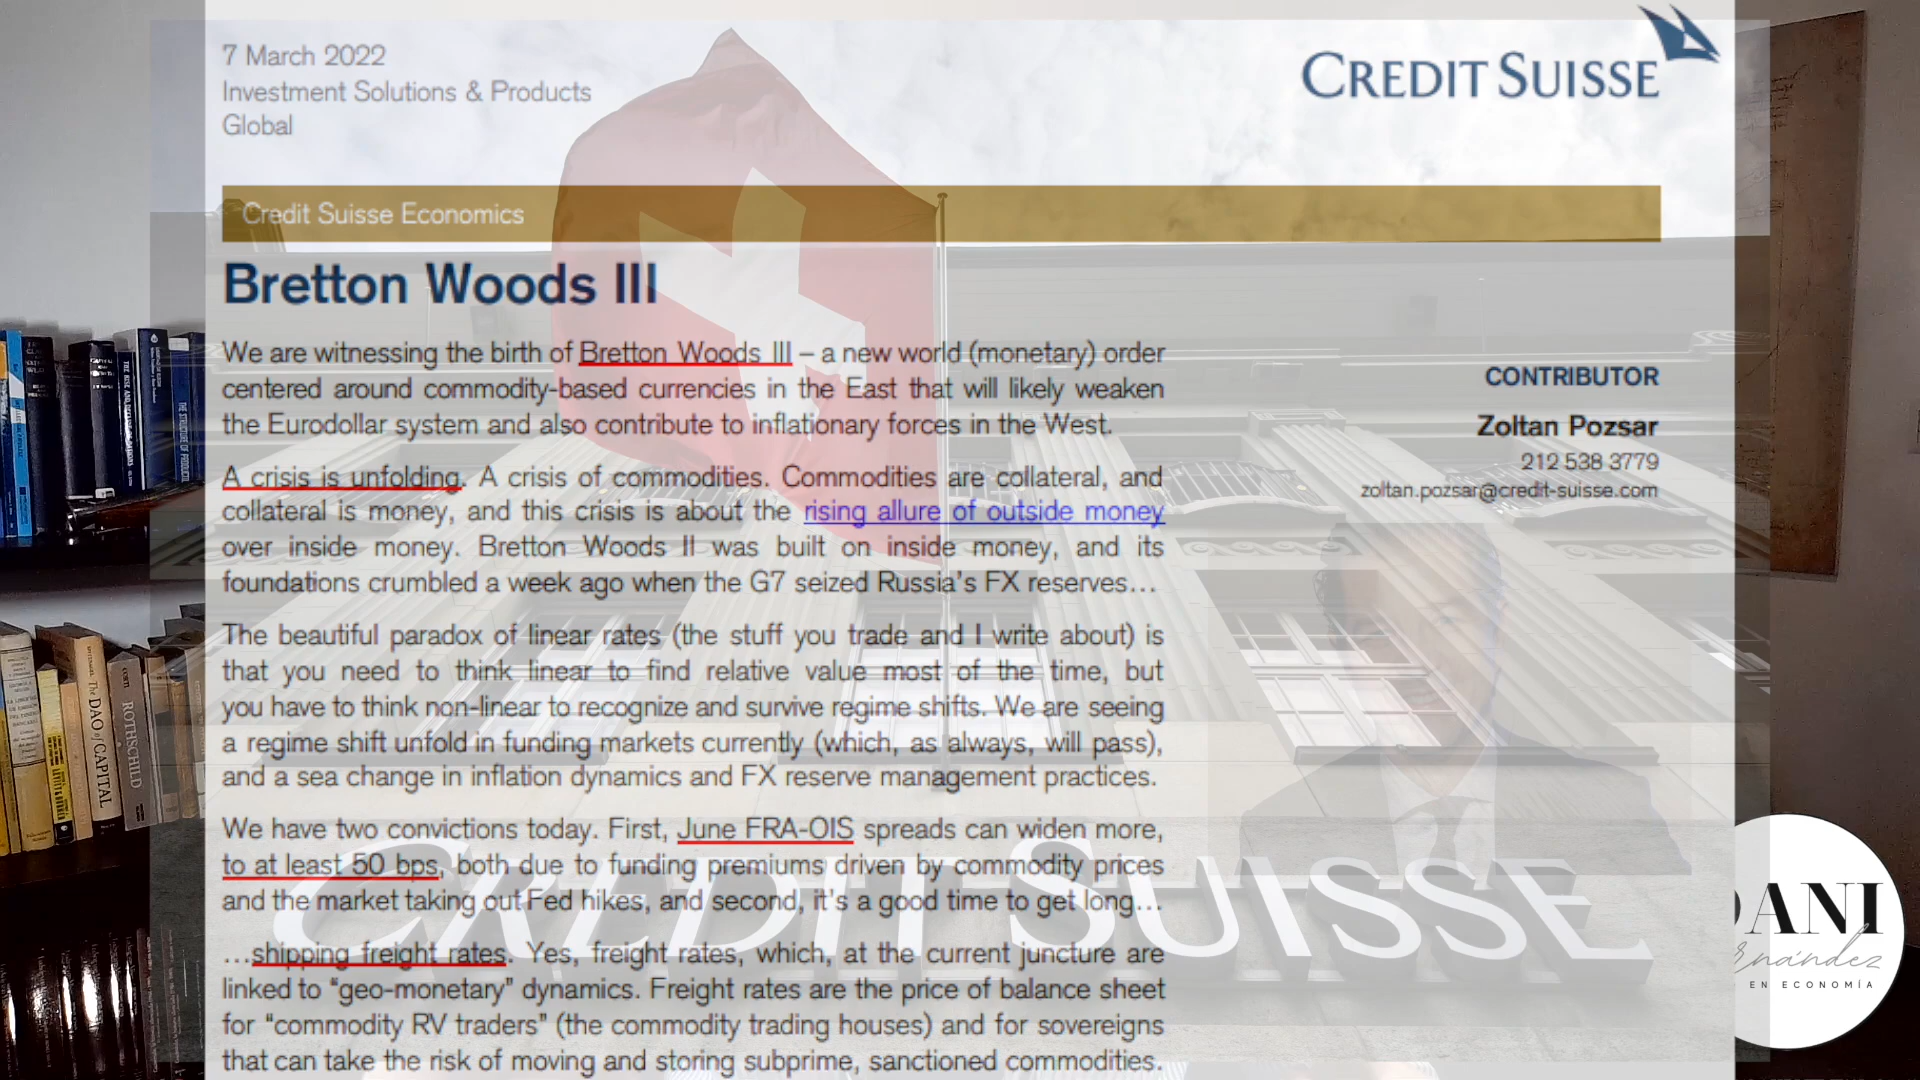 7 March 2022
Investment Solutions & Products
Global
CREDIT SUISSE
Credit Suisse Economics
Bretton Woods III
We are witnessing the birth of Bretton Woods III – a new world (monetary) order
centered around commodity-based currencies in the East that will likely weaken
the Eurodollar system and also contribute to inflationary forces in the West.
A crisis is unfolding. A crisis of commodities. Commodities are collateral, and
collateral is money, and this crisis is about the rising allure of outside money
over inside money. Bretton Woods II was built on inside money, and its
foundations crumbled a week ago when the G7 seized Russia's FX reserves…
The beautiful paradox of linear rates (the stuff you trade and I write about) is
that you need to think linear to find relative value most of the time, but
you have to think non-linear to recognize and survive regime shifts. We are seeing
a regime shift unfold in funding markets currently (which, as always, will pass),
and a sea change in inflation dynamics and FX reserve management practices.
We have two convictions today. First, June FRA-OIS spreads can widen more,
to at least 50 bps, both due to funding premiums driven by commodity prices
and the market taking out Fed hikes, and second, it's a good time to get long…
…shipping freight rates. Yes, freight rates, which, at the current juncture are
linked to "geo-monetary" dynamics. Freight rates are the price of balance sheet
for "commodity RV traders" (the commodity trading houses) and for sovereigns
that can take the risk of moving and storing subprime, sanctioned commodities.
CONTRIBUTOR
Zoltan Pozsar
212 538 3779
zoltan.pozsar@credit-suisse.com
CREDIT SUISSE
The DAO of CAPITAL
ROTHSCHILD
DANI
EN ECONOMÍA